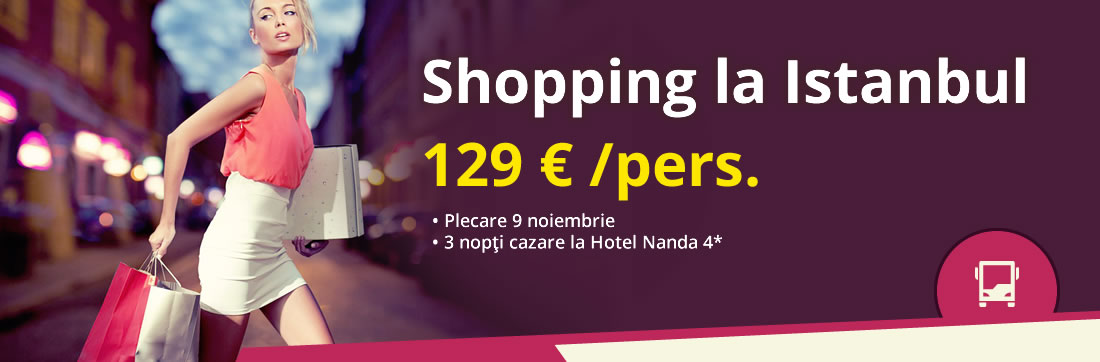 Shopping la Istanbul
129 € /pers.
• Plecare 9 noiembrie
• 3 nopţi cazare la Hotel Nanda 4*